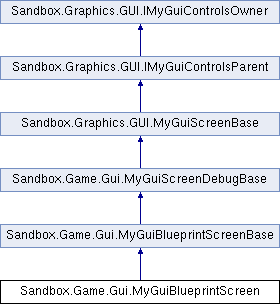 Sandbox.Graphics.GUI.IMyGuiControlsOwner
Sandbox.Graphics.GUI.IMyGuiControlsParent
Sandbox.Graphics.GUI.MyGuiScreenBase
Sandbox.Game.Gui.MyGuiScreenDebugBase
Sandbox.Game.Gui.MyGuiBlueprintScreenBase
Sandbox.Game.Gui.MyGuiBlueprintScreen